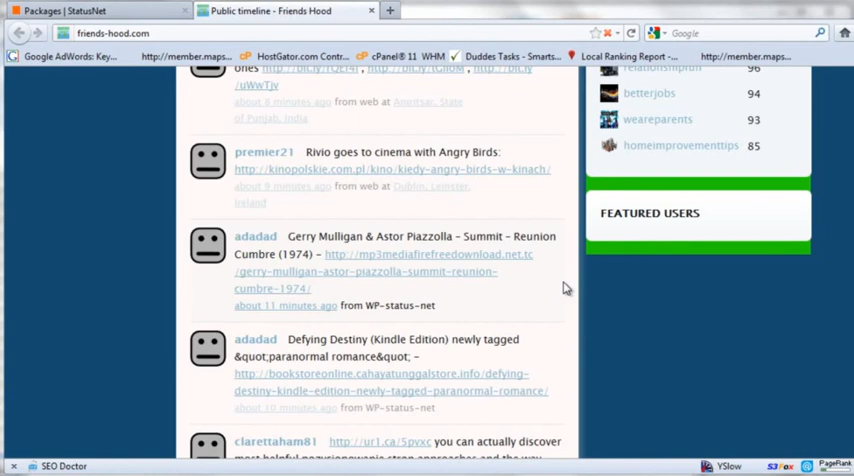 Packages | StatusNet
Public timeline - Friends Hood
friends-hood.com
Google
Google AdWords: Key...
http://member.maps...
HostGator.com Contr...
cPanel® 11 WHM
Duddes Tasks - Smarts...
Local Ranking Report -...
http://member.maps...
about 8 minutes ago from web at Amritsar, State
of Punjab, India
premier21 Rivio goes to cinema with Angry Birds:
http://kinopolskie.com.pl/kino/kiedy-angry-birds-w-kinach/
about 9 minutes ago from web at Dublin, Leinster,
Ireland
adadad Gerry Mulligan & Astor Piazzolla – Summit – Reunion
Cumbre (1974) – http://mp3mediafirefreedownload.net.tc
/gerry-mulligan-astor-piazzolla-summit-reunion-
cumbre-1974/
about 11 minutes ago from WP-status-net
adadad Defying Destiny (Kindle Edition) newly tagged
&quot;paranormal romance&quot; –
http://bookstoreonline.cahayatunggalstore.info/defying-
destiny-kindle-edition-newly-tagged-paranormal-romance/
about 10 minutes ago from WP-status-net
clarettaham81 http://ur1.ca/5pvxc you can actually discover
relationshiprun 96
betterjobs 94
weareparents 93
homeimprovementtips 85
FEATURED USERS
SEO Doctor
YSlow
S3Fox
PageRank